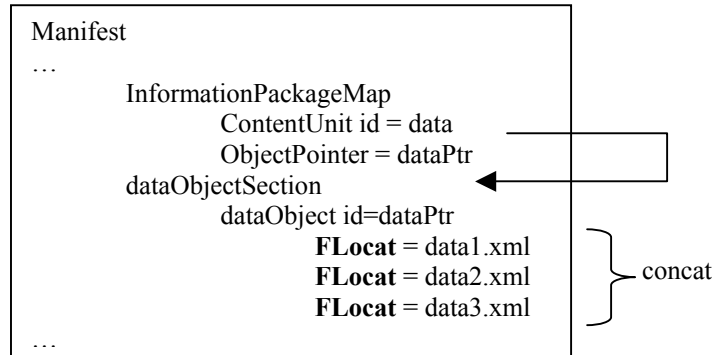 Manifest
…
InformationPackageMap
ContentUnit id = data
ObjectPointer = dataPtr
dataObjectSection
dataObject id=dataPtr
FLocat = data1.xml
FLocat = data2.xml
concat
FLocat = data3.xml
…